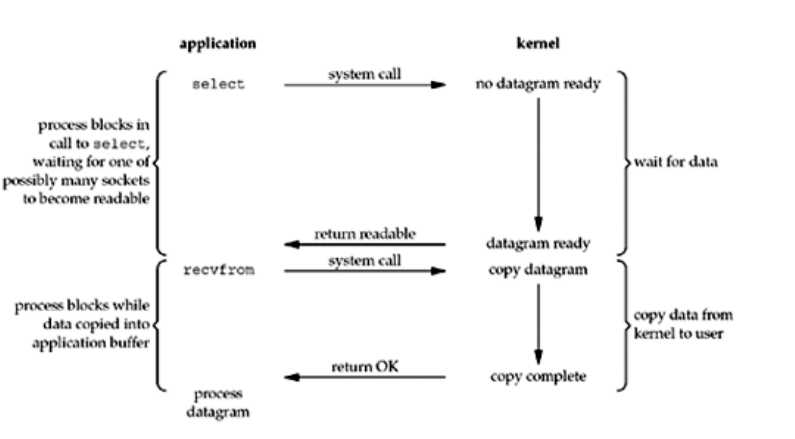 application
kernel
select
system call
no datagram ready
process blocks in
call to select,
waiting for one of
possibly many sockets
to become readable
wait for data
return readable
datagram ready
recvfrom
system call
copy datagram
process blocks while
data copied into
application buffer
copy data from
kernel to user
return OK
copy complete
process
datagram